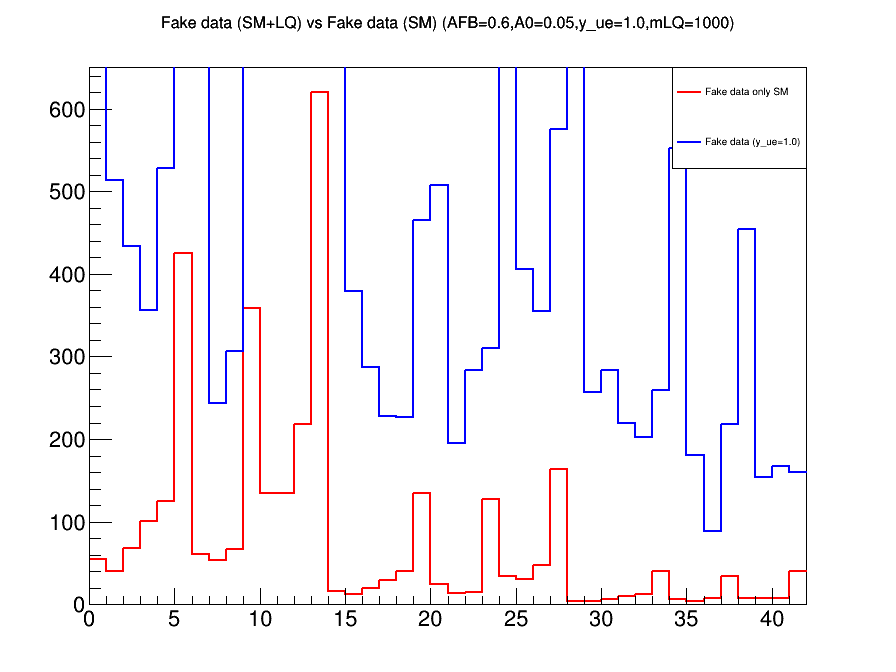 Fake data (SM+LQ) vs Fake data (SM) (AFB=0.6,A0=0.05,y_ue=1.0,mLQ=1000)
Fake data only SM
Fake data (y_ue=1.0)
600
500
400
300
200
100
0
0 5 10 15 20 25 30 35 40